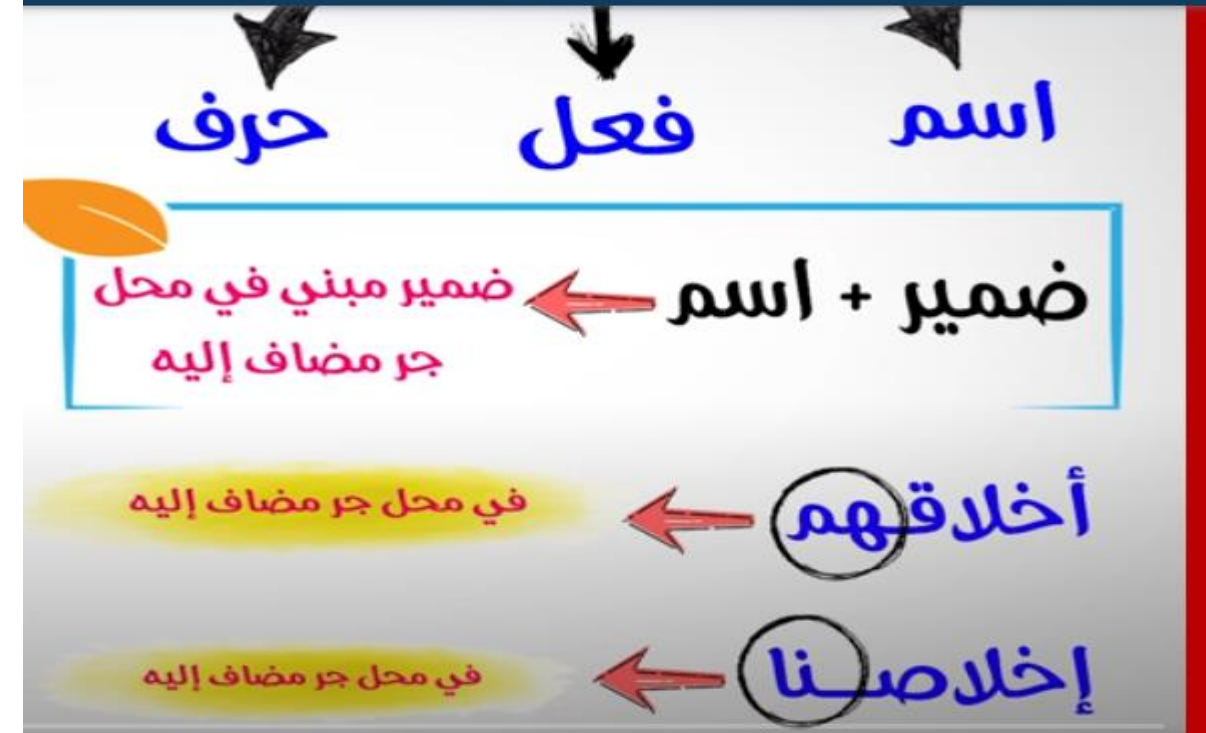 اسم فعل حرف
ضمير + اسم ضمير مبني في محل
جر مضاف إليه
أخلاقهم في محل جر مضاف إليه
إخلاصـنا في محل جر مضاف إليه